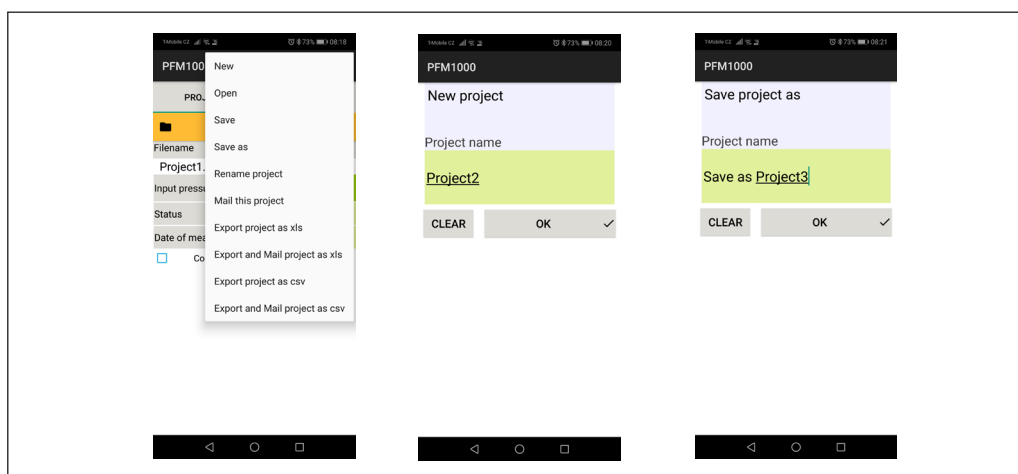 T-Mobile CZ 73% 08:18
PFM100
New
Open
PROJ
Save
Filename
Save as
Project1.
Rename project
Input pressu
Mail this project
Status
Export project as xls
Date of mea
Export and Mail project as xls
Co
Export project as csv
Export and Mail project as csv
T-Mobile CZ 73% 08:20
PFM1000
New project
Project name
Project2
CLEAR OK
T-Mobile CZ 73% 08:21
PFM1000
Save project as
Project name
Save as Project3
CLEAR OK